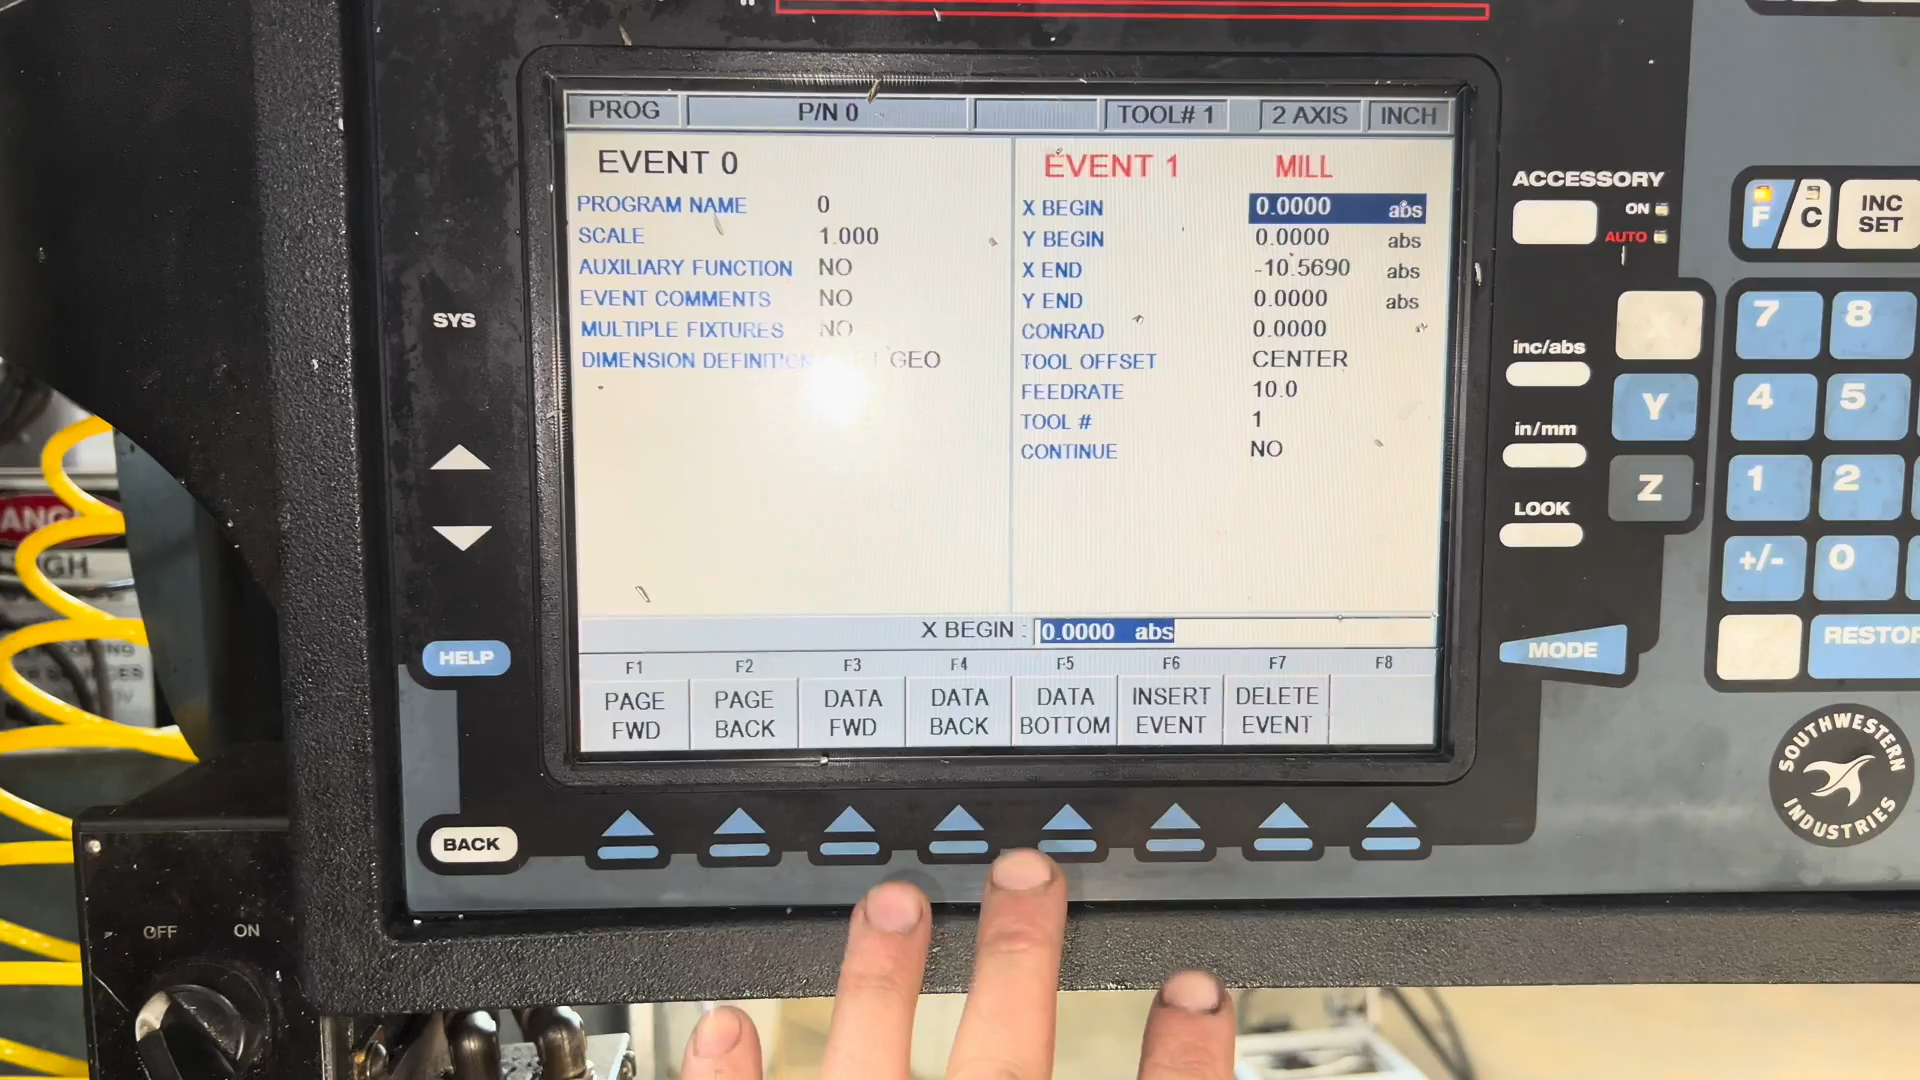 PROG P/N 0 TOOL# 1 2 AXIS INCH
EVENT 0
PROGRAM NAME 0
SCALE 1.000
AUXILIARY FUNCTION NO
EVENT COMMENTS NO
MULTIPLE FIXTURES NO
DIMENSION DEFINITION GEO
EVENT 1 MILL
X BEGIN 0.0000 abs
Y BEGIN 0.0000 abs
X END -10.5690 abs
Y END 0.0000 abs
CONRAD 0.0000
TOOL OFFSET CENTER
FEEDRATE 10.0
TOOL # 1
CONTINUE NO
X BEGIN : 0.0000 abs
F1 F2 F3 F4 F5 F6 F7 F8
PAGE FWD
PAGE BACK
DATA FWD
DATA BACK
DATA BOTTOM
INSERT EVENT
DELETE EVENT
SYS
HELP
BACK
OFF ON
ACCESSORY
ON
AUTO
F/C
INC
SET
inc/abs
in/mm
LOOK
X
Y
Z
7 8
4 5
1 2
+/- 0
MODE
SOUTHWESTERN
INDUSTRIES